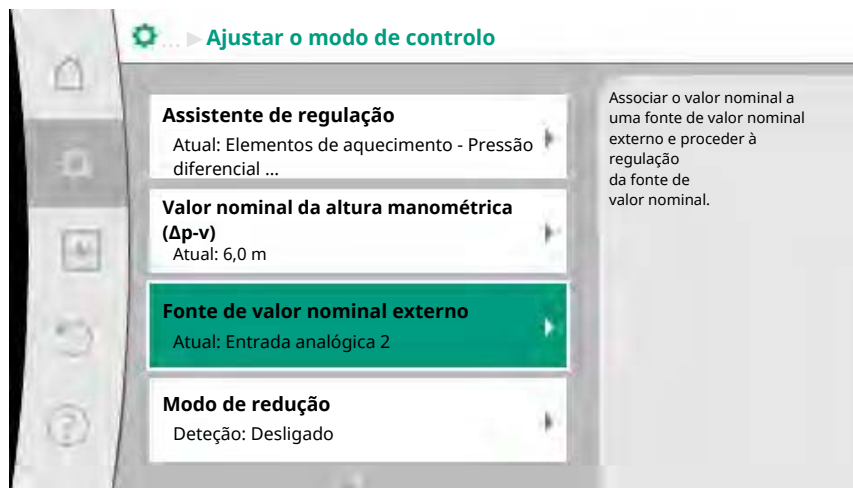 ... Ajustar o modo de controlo
Assistente de regulação
Atual: Elementos de aquecimento - Pressão
diferencial ...
Valor nominal da altura manométrica
(Δp-v)
Atual: 6,0 m
Fonte de valor nominal externo
Atual: Entrada analógica 2
Modo de redução
Deteção: Desligado
Associar o valor nominal a
uma fonte de valor nominal
externo e proceder à
regulação
da fonte de
valor nominal.